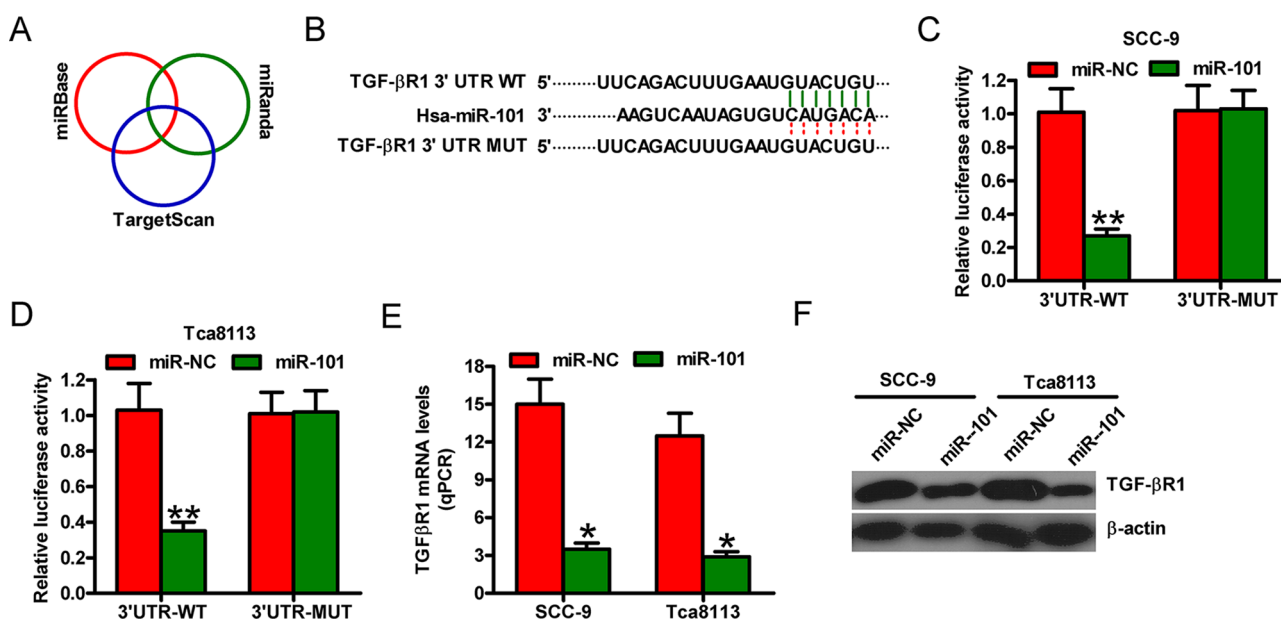 A
miRBase
miRanda
TargetScan
B
TGF-βR1 3' UTR WT 5'·········UUCAGACUUUGAAUGUACUGU···
Hsa-miR-101 3'·········AAGUCAAUAGUGUCAUGACA···
TGF-βR1 3' UTR MUT 5'·········UUCAGACUUUGAAUGUACUGU···
C
SCC-9
miR-NC miR-101
Relative luciferase activity
1.2
1.0
0.8
0.6
0.4
0.2
0.0
**
3'UTR-WT 3'UTR-MUT
D
Tca8113
miR-NC miR-101
Relative luciferase activity
1.2
1.0
0.8
0.6
0.4
0.2
0.0
**
3'UTR-WT 3'UTR-MUT
E
miR-NC miR-101
TGFβR1 mRNA levels
(qPCR)
18
15
12
9
6
3
0
* *
SCC-9 Tca8113
F
SCC-9 Tca8113
miR-NC miR--101 miR-NC miR--101
TGF-βR1
β-actin